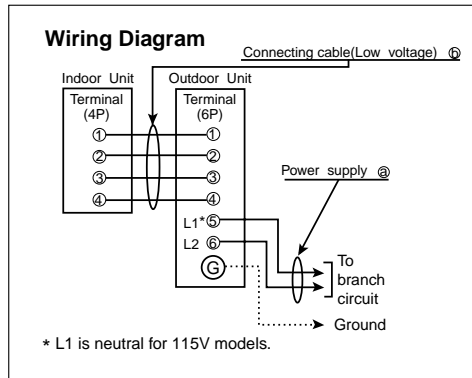 Wiring Diagram
Connecting cable(Low voltage) ⓑ
Indoor Unit Outdoor Unit
Terminal (4P)
Terminal (6P)
① ①
② ②
③ ③
④ ④
Power supply ⓐ
L1* ⑤
L2 ⑥
G
To
branch
circuit
Ground
* L1 is neutral for 115V models.